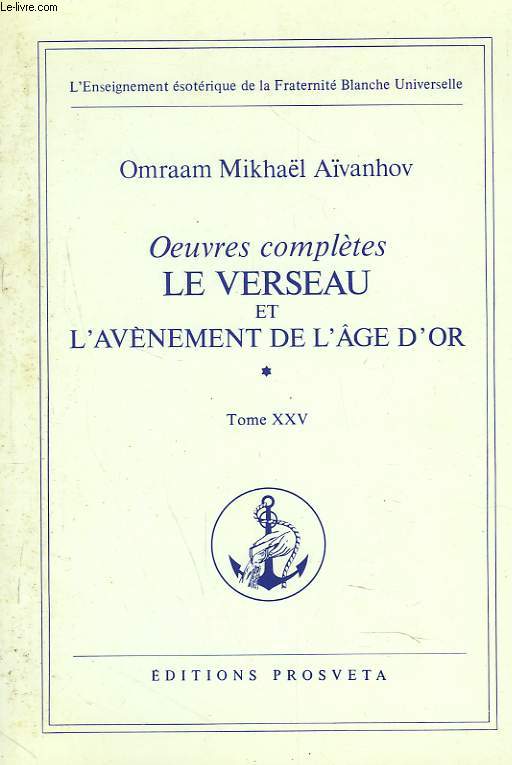 Le-livre.com
L'Enseignement ésotérique de la Fraternité Blanche Universelle
Omraam Mikhaël Aïvanhov
Oeuvres complètes
LE VERSEAU
ET
L'AVÈNEMENT DE L'ÂGE D'OR
Tome XXV
ÉDITIONS PROSVETA